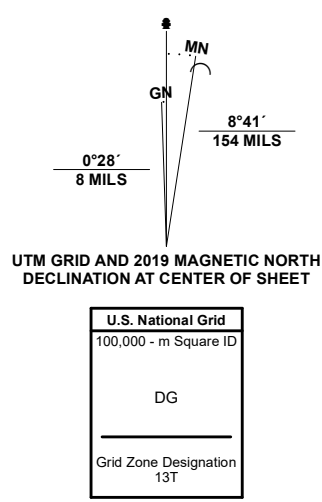 MN
GN
8°41´
154 MILS
0°28´
8 MILS
UTM GRID AND 2019 MAGNETIC NORTH
DECLINATION AT CENTER OF SHEET
U.S. National Grid
100,000 - m Square ID
DG
Grid Zone Designation
13T